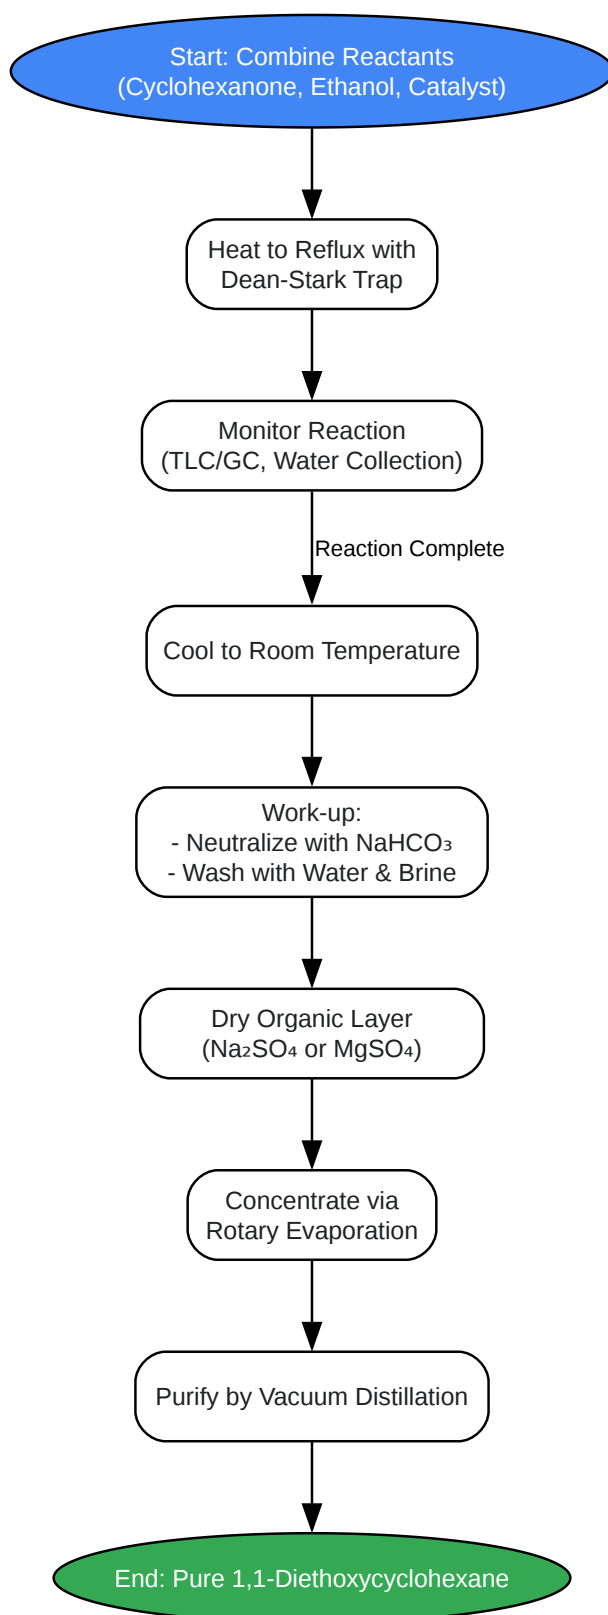 Start: Combine Reactants
(Cyclohexanone, Ethanol, Catalyst)
Heat to Reflux with
Dean-Stark Trap
Monitor Reaction
(TLC/GC, Water Collection)
Reaction Complete
Cool to Room Temperature
Work-up:
- Neutralize with NaHCO₃
- Wash with Water & Brine
Dry Organic Layer
(Na₂SO₄ or MgSO₄)
Concentrate via
Rotary Evaporation
Purify by Vacuum Distillation
End: Pure 1,1-Diethoxycyclohexane